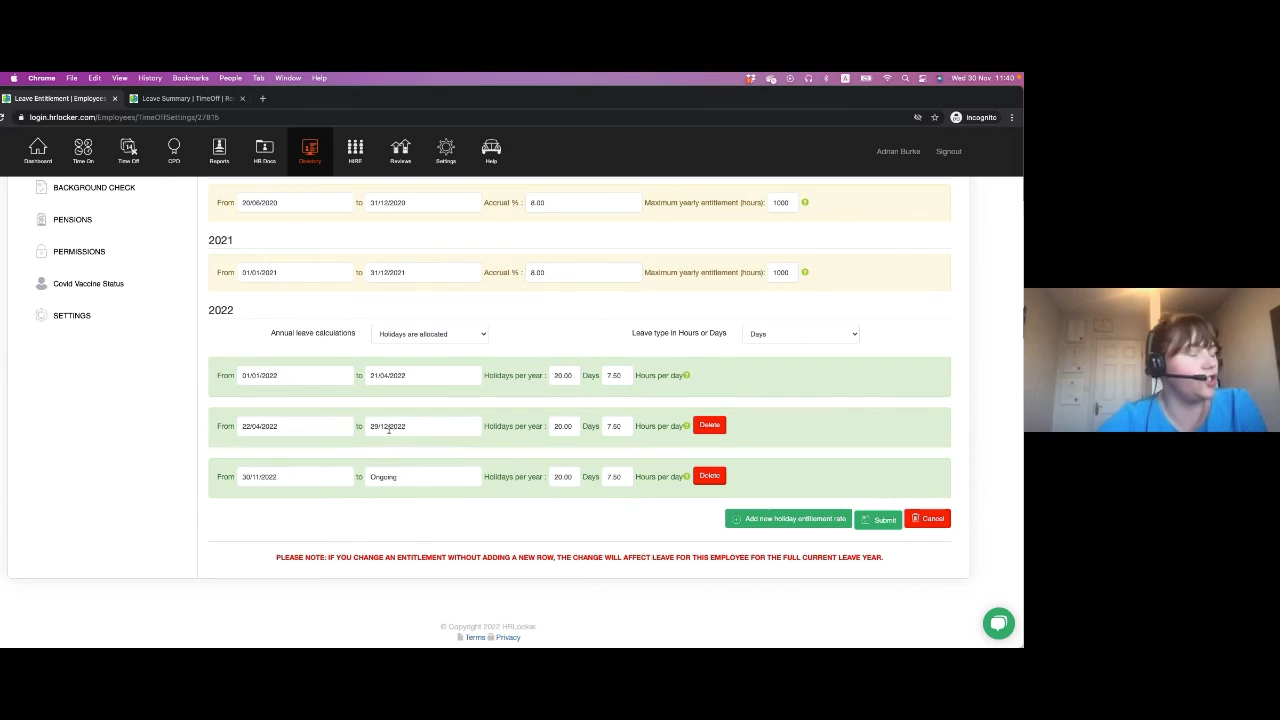 Chrome File Edit View History Bookmarks People Tab Window Help Wed 30 Nov 11:40
Leave Entitlement | Employees Leave Summary | TimeOff | Re
login.hrlocker.com/Employees/TimeOffSettings/27815 Incognito
Dashboard Time On Time Off CPD Reports HR Docs Directory HIRE Reviews Settings Help Adrian Burke Signout
BACKGROUND CHECK
PENSIONS
PERMISSIONS
Covid Vaccine Status
SETTINGS
From 20/06/2020 to 31/12/2020 Accrual % : 8.00 Maximum yearly entitlement (hours): 1000
2021
From 01/01/2021 to 31/12/2021 Accrual % : 8.00 Maximum yearly entitlement (hours): 1000
2022
Annual leave calculations Holidays are allocated Leave type in Hours or Days Days
From 01/01/2022 to 21/04/2022 Holidays per year : 20.00 Days 7.50 Hours per day
From 22/04/2022 to 29/12/2022 Holidays per year : 20.00 Days 7.50 Hours per day Delete
From 30/11/2022 to Ongoing Holidays per year : 20.00 Days 7.50 Hours per day Delete
Add new holiday entitlement rate Submit Cancel
PLEASE NOTE: IF YOU CHANGE AN ENTITLEMENT WITHOUT ADDING A NEW ROW, THE CHANGE WILL AFFECT LEAVE FOR THIS EMPLOYEE FOR THE FULL CURRENT LEAVE YEAR.
© Copyright 2022 HRLocker.
Terms Privacy